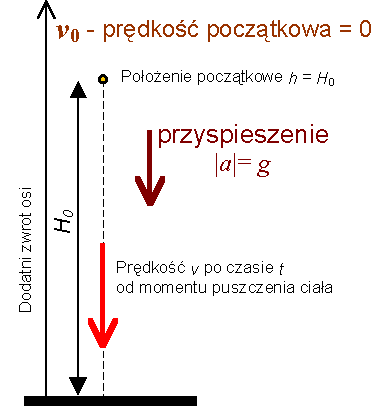 v₀ - prędkość początkowa = 0
Położenie początkowe h = H₀
przyspieszenie
|a|= g
Dodatni zwrot osi
H₀
Prędkość v po czasie t
od momentu puszczenia ciała